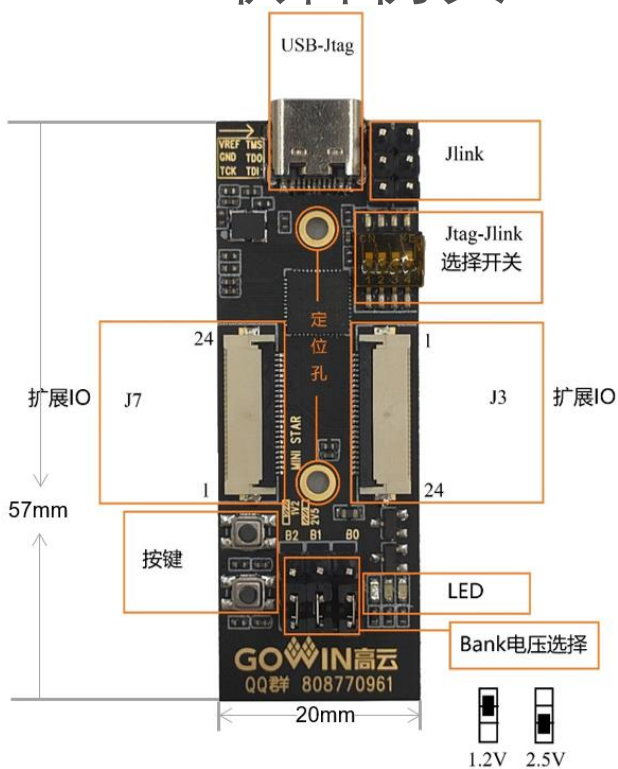 USB-Jtag
VREF TMS
GND TDO
TCK TDI
Jlink
Jtag-Jlink
选择开关
24
1
定
位
孔
扩展IO
J7
J3
扩展IO
MINI STAR
1
24
57mm
1V2
2V5
B2 B1 B0
按键
LED
Bank电压选择
GOWIN高云
QQ群 808770961
20mm
1.2V
2.5V